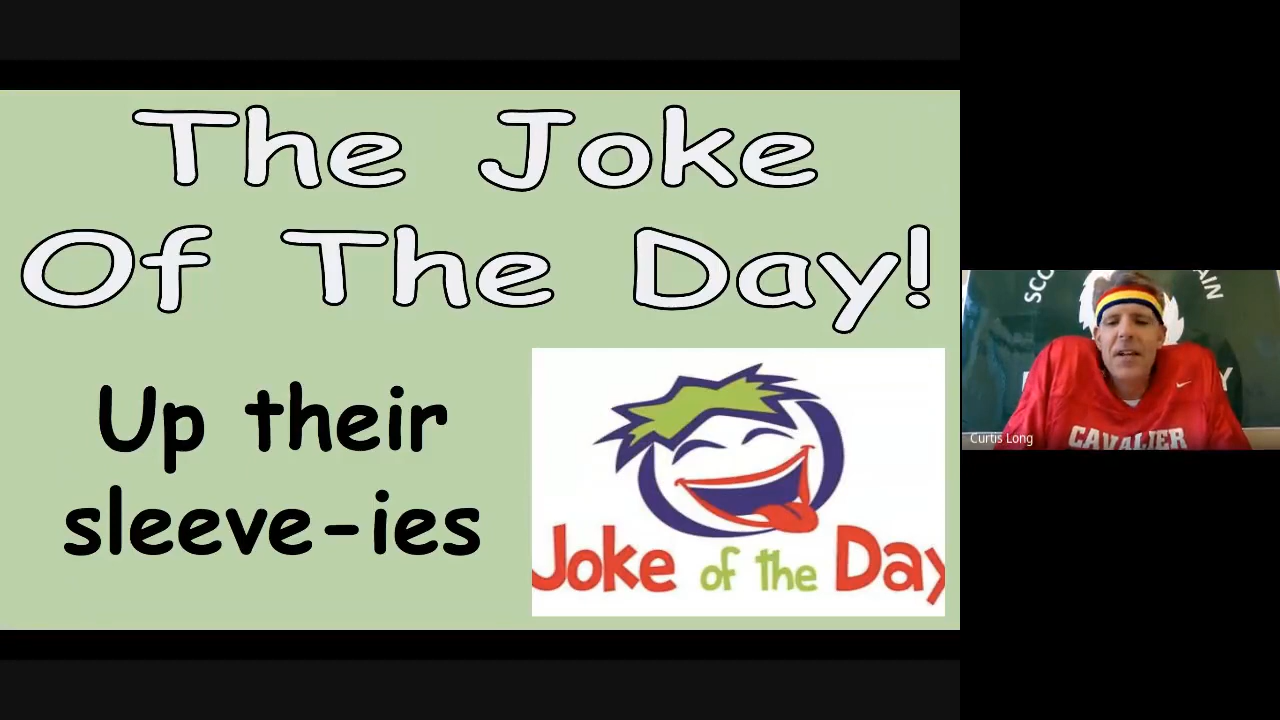 The Joke
Of The Day!
Up their
sleeve-ies
Joke of the Day
Curtis Long
CAVALIER